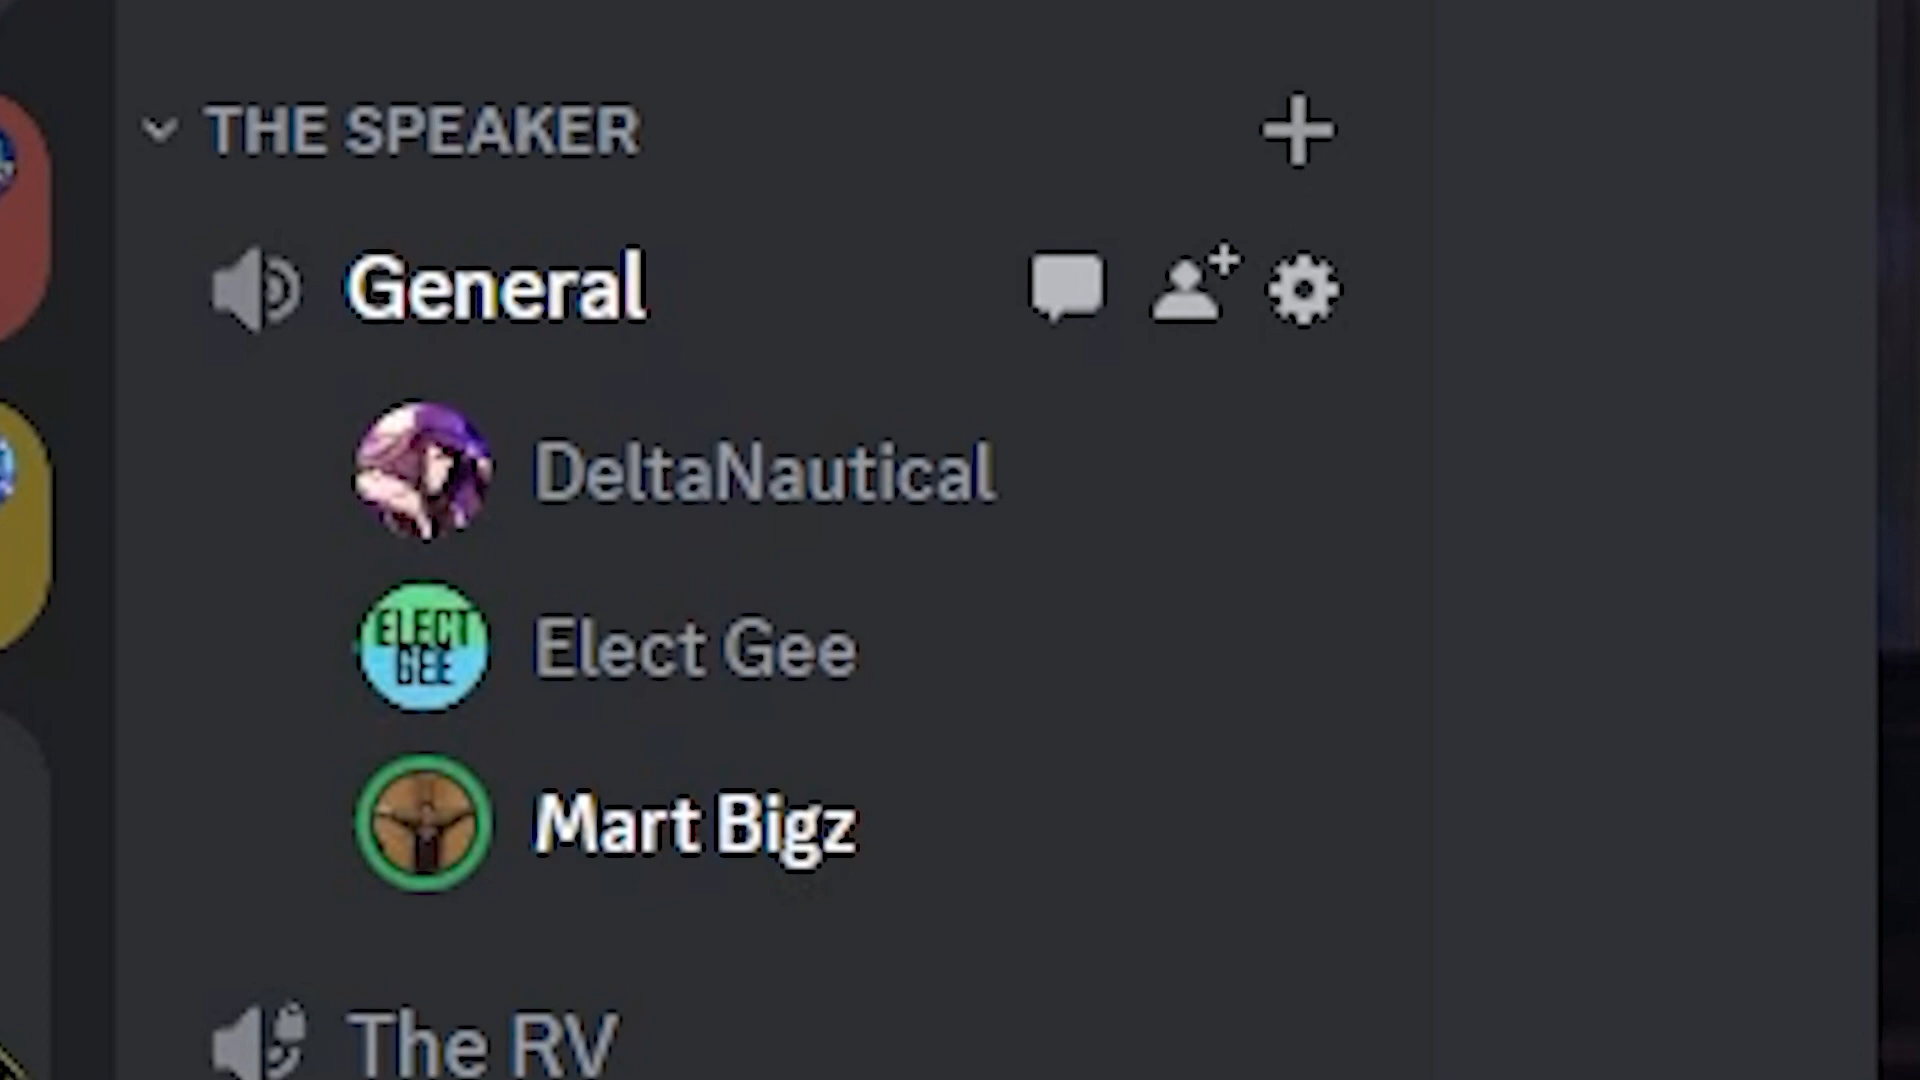 THE SPEAKER
General
DeltaNautical
ELECT
GEE
Elect Gee
Mart Bigz
The RV